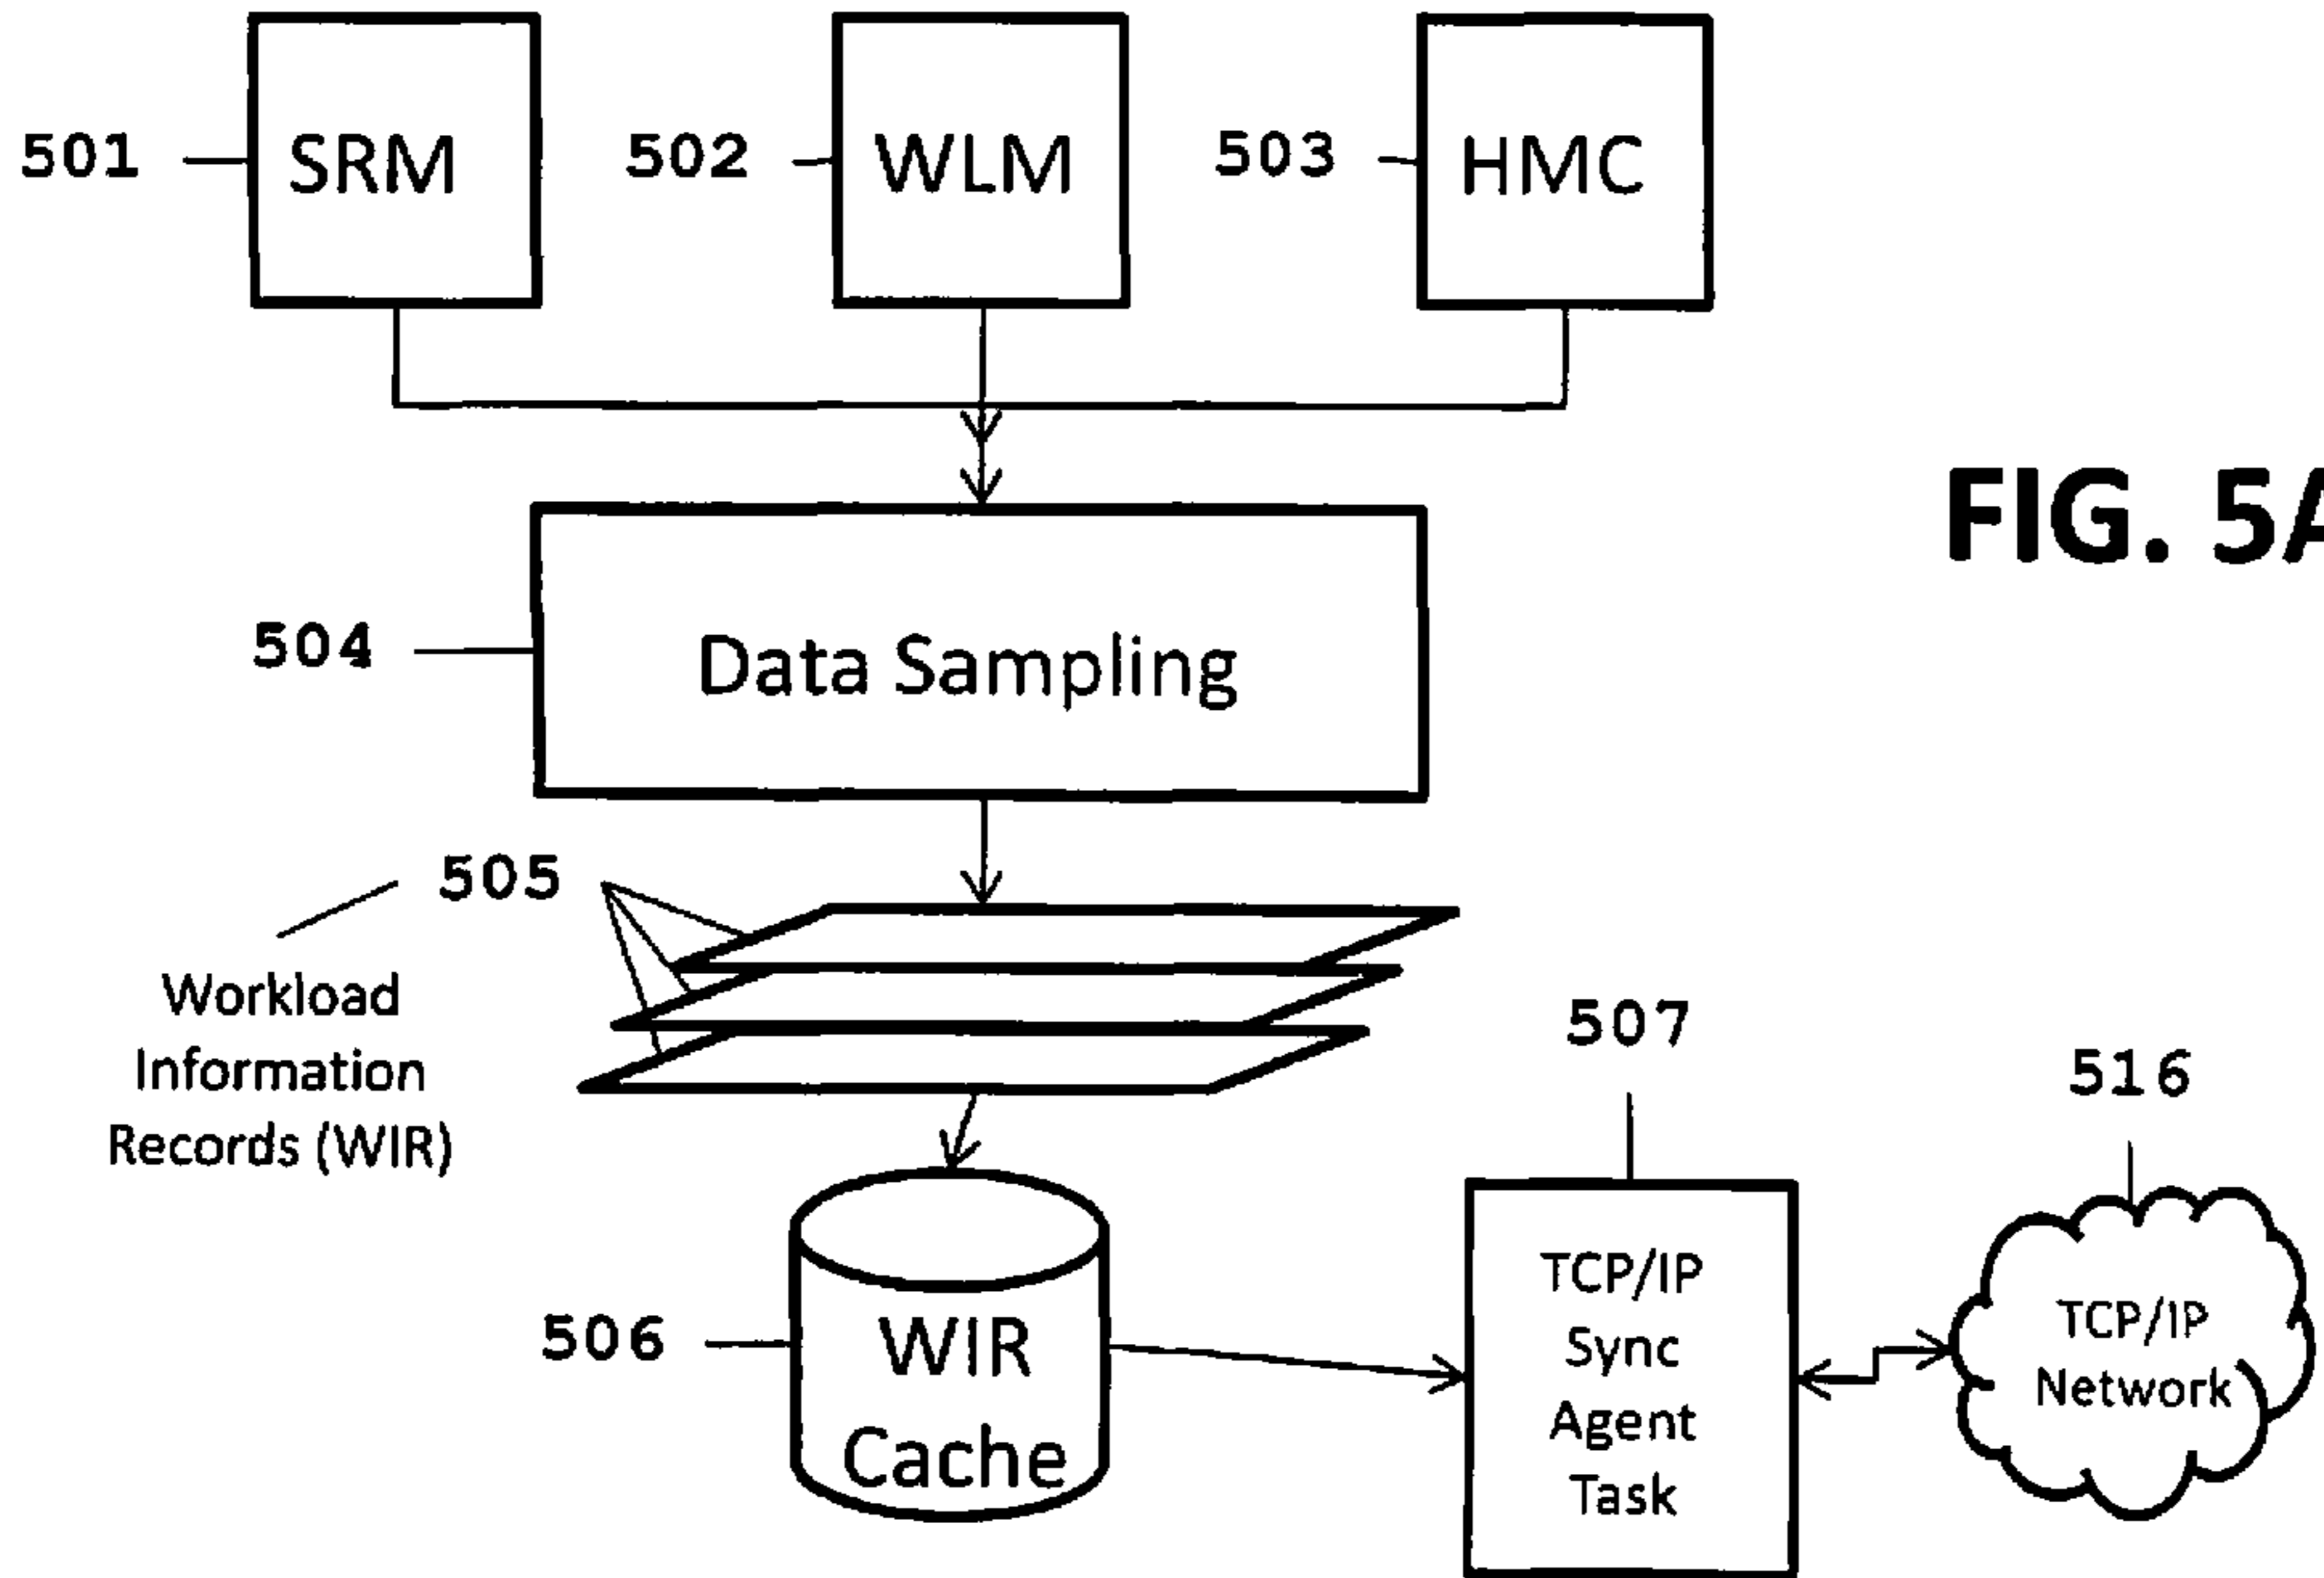 501
SRM
502
WLM
503
HMC
FIG. 5A
504
Data Sampling
505
Workload
Information
Records (WIR)
507
516
506
WIR
Cache
TCP/IP
Sync
Agent
Task
TCP/IP
Network